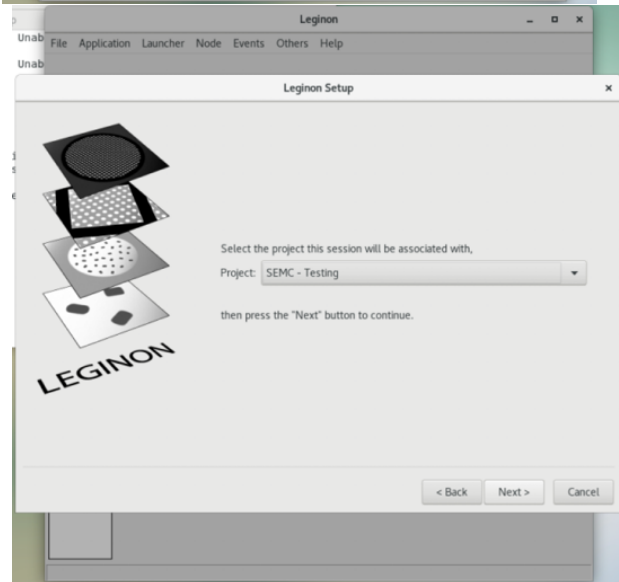 Leginon
Unab
File Application Launcher Node Events Others Help
Unab
Leginon Setup
Select the project this session will be associated with,
Project: SEMC - Testing
then press the "Next" button to continue.
LEGINON
< Back Next > Cancel